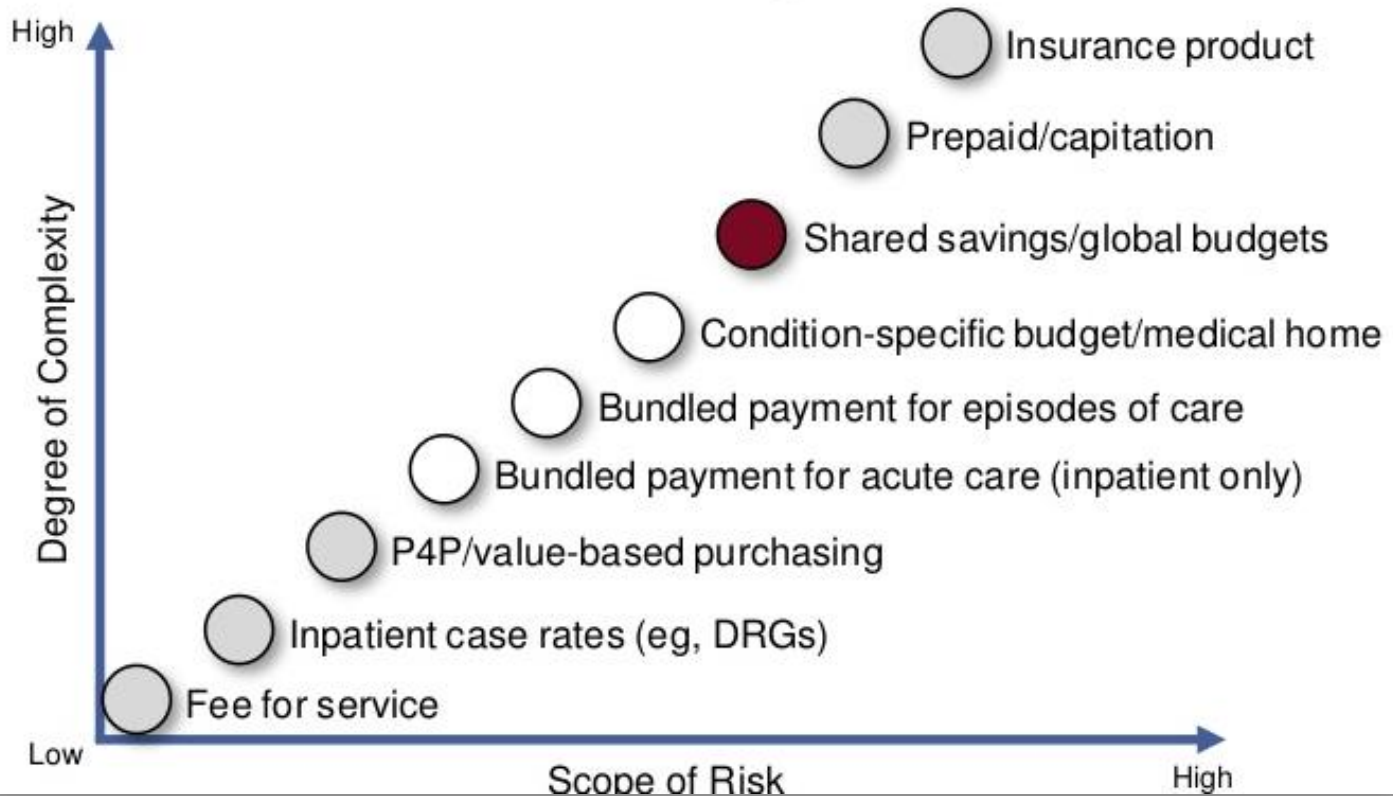 High
Insurance product
Prepaid/capitation
Shared savings/global budgets
Condition-specific budget/medical home
Bundled payment for episodes of care
Bundled payment for acute care (inpatient only)
P4P/value-based purchasing
Inpatient case rates (eg, DRGs)
Fee for service
Degree of Complexity
Low
Scope of Risk
High